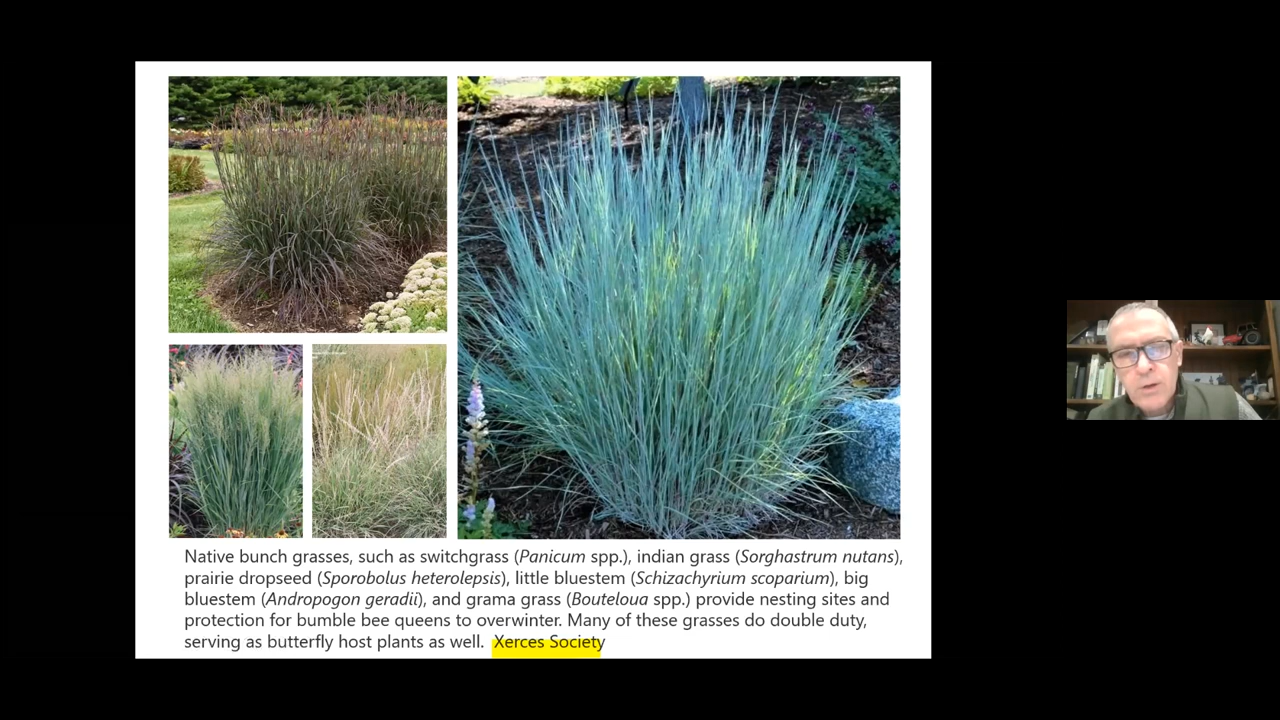 Native bunch grasses, such as switchgrass (Panicum spp.), indian grass (Sorghastrum nutans),
prairie dropseed (Sporobolus heterolepsis), little bluestem (Schizachyrium scoparium), big
bluestem (Andropogon geradii), and grama grass (Bouteloua spp.) provide nesting sites and
protection for bumble bee queens to overwinter. Many of these grasses do double duty,
serving as butterfly host plants as well. Xerces Society